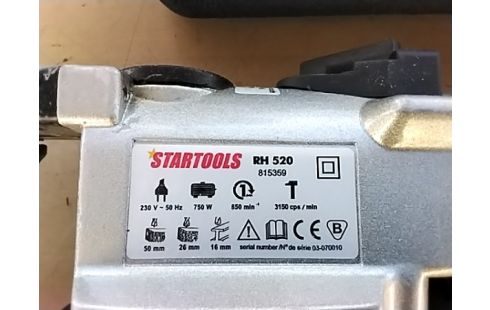 STARTOOLS RH 520
815359
230 V ~ 50 Hz 750 W 850 min⁻¹ 3150 cps / min
50 mm 26 mm 16 mm CE B
serial number/N° de série 03-070010